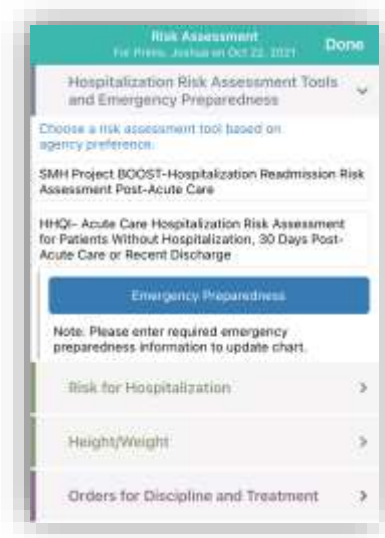 Risk Assessment
For Prems, Joshua on Oct 22, 2021
Done
Hospitalization Risk Assessment Tools
and Emergency Preparedness
Choose a risk assessment tool based on
agency preference.
SMH Project BOOST-Hospitalization Readmission Risk
Assessment Post-Acute Care
HHQI- Acute Care Hospitalization Risk Assessment
for Patients Without Hospitalization, 30 Days Post-
Acute Care or Recent Discharge
Emergency Preparedness
Note: Please enter required emergency
preparedness information to update chart.
Risk for Hospitalization
Height/Weight
Orders for Discipline and Treatment